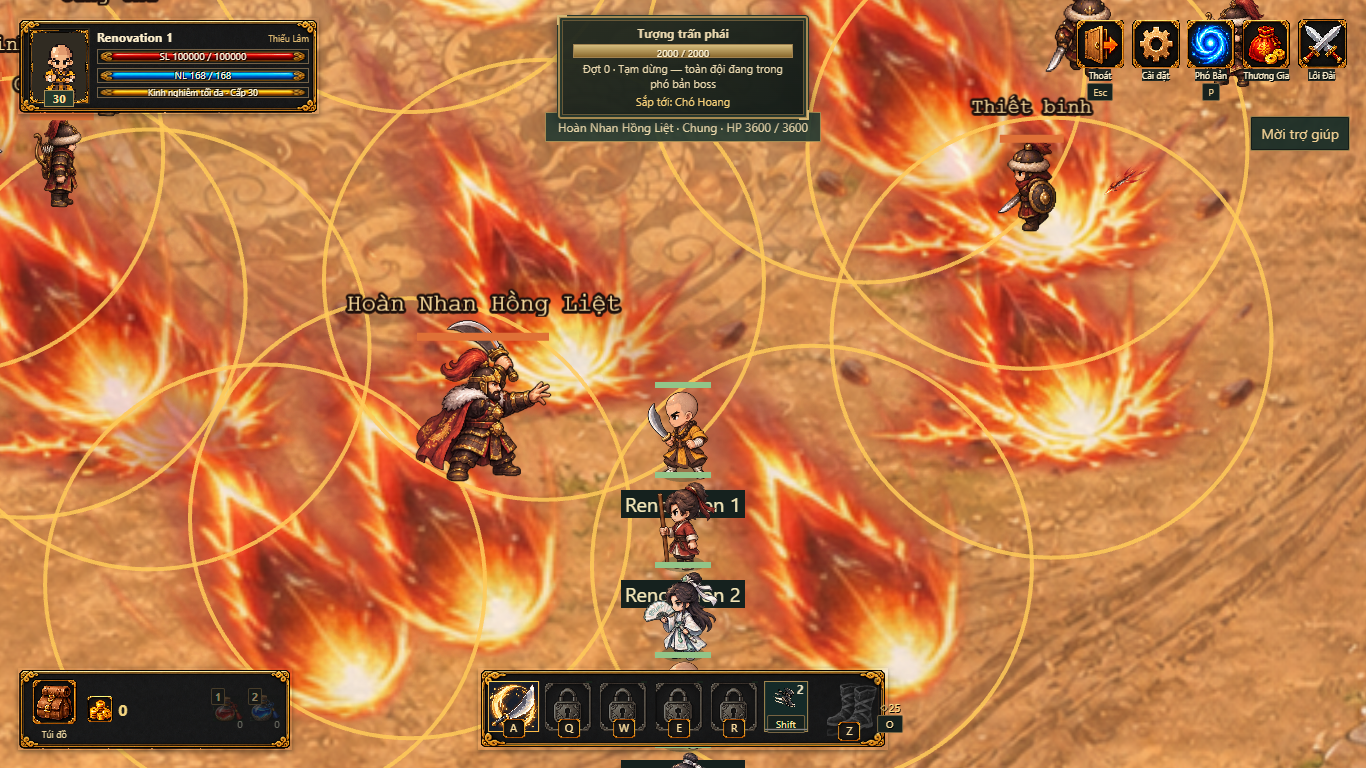 Renovation 1
Thiếu Lâm
SL 100000 / 100000
NL 168 / 168
Kinh nghiệm tối đa · Cấp 30
30
Tượng trấn phái
2000 / 2000
Đợt 0 · Tạm dừng — toàn đội đang trong
phó bản boss
Sắp tới: Chó Hoang
Hoàn Nhan Hồng Liệt · Chung · HP 3600 / 3600
Thoát
Cài đặt
Phó Bản
Thương Gia
Lôi Đài
Esc
P
Mời trợ giúp
Thiết binh
Hoàn Nhan Hồng Liệt
1
2
Túi đồ
0
0
0
A
Q
W
E
R
2
Shift
Z
25
O